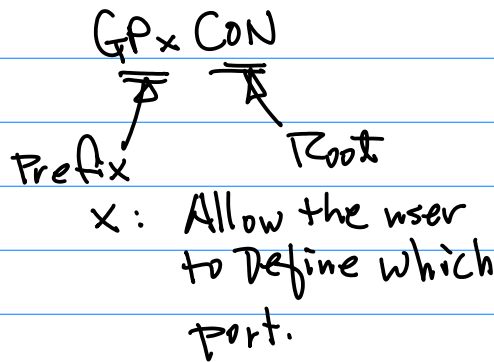 GPx CON
Prefix
Root
x: Allow the user
to Define which
port.